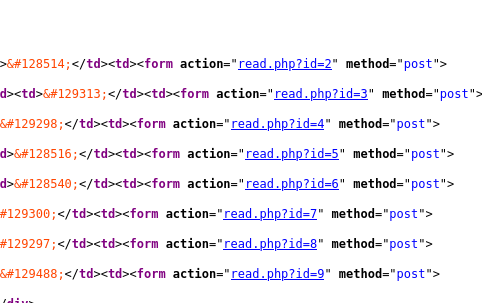 >&#128514;</td><td><form action="read.php?id=2" method="post">
d><td>&#129313;</td><td><form action="read.php?id=3" method="post">
&#129298;</td><td><form action="read.php?id=4" method="post">
d>&#128516;</td><td><form action="read.php?id=5" method="post">
d>&#128540;</td><td><form action="read.php?id=6" method="post">
#129300;</td><td><form action="read.php?id=7" method="post">
#129297;</td><td><form action="read.php?id=8" method="post">
&#129488;</td><td><form action="read.php?id=9" method="post">
/div>